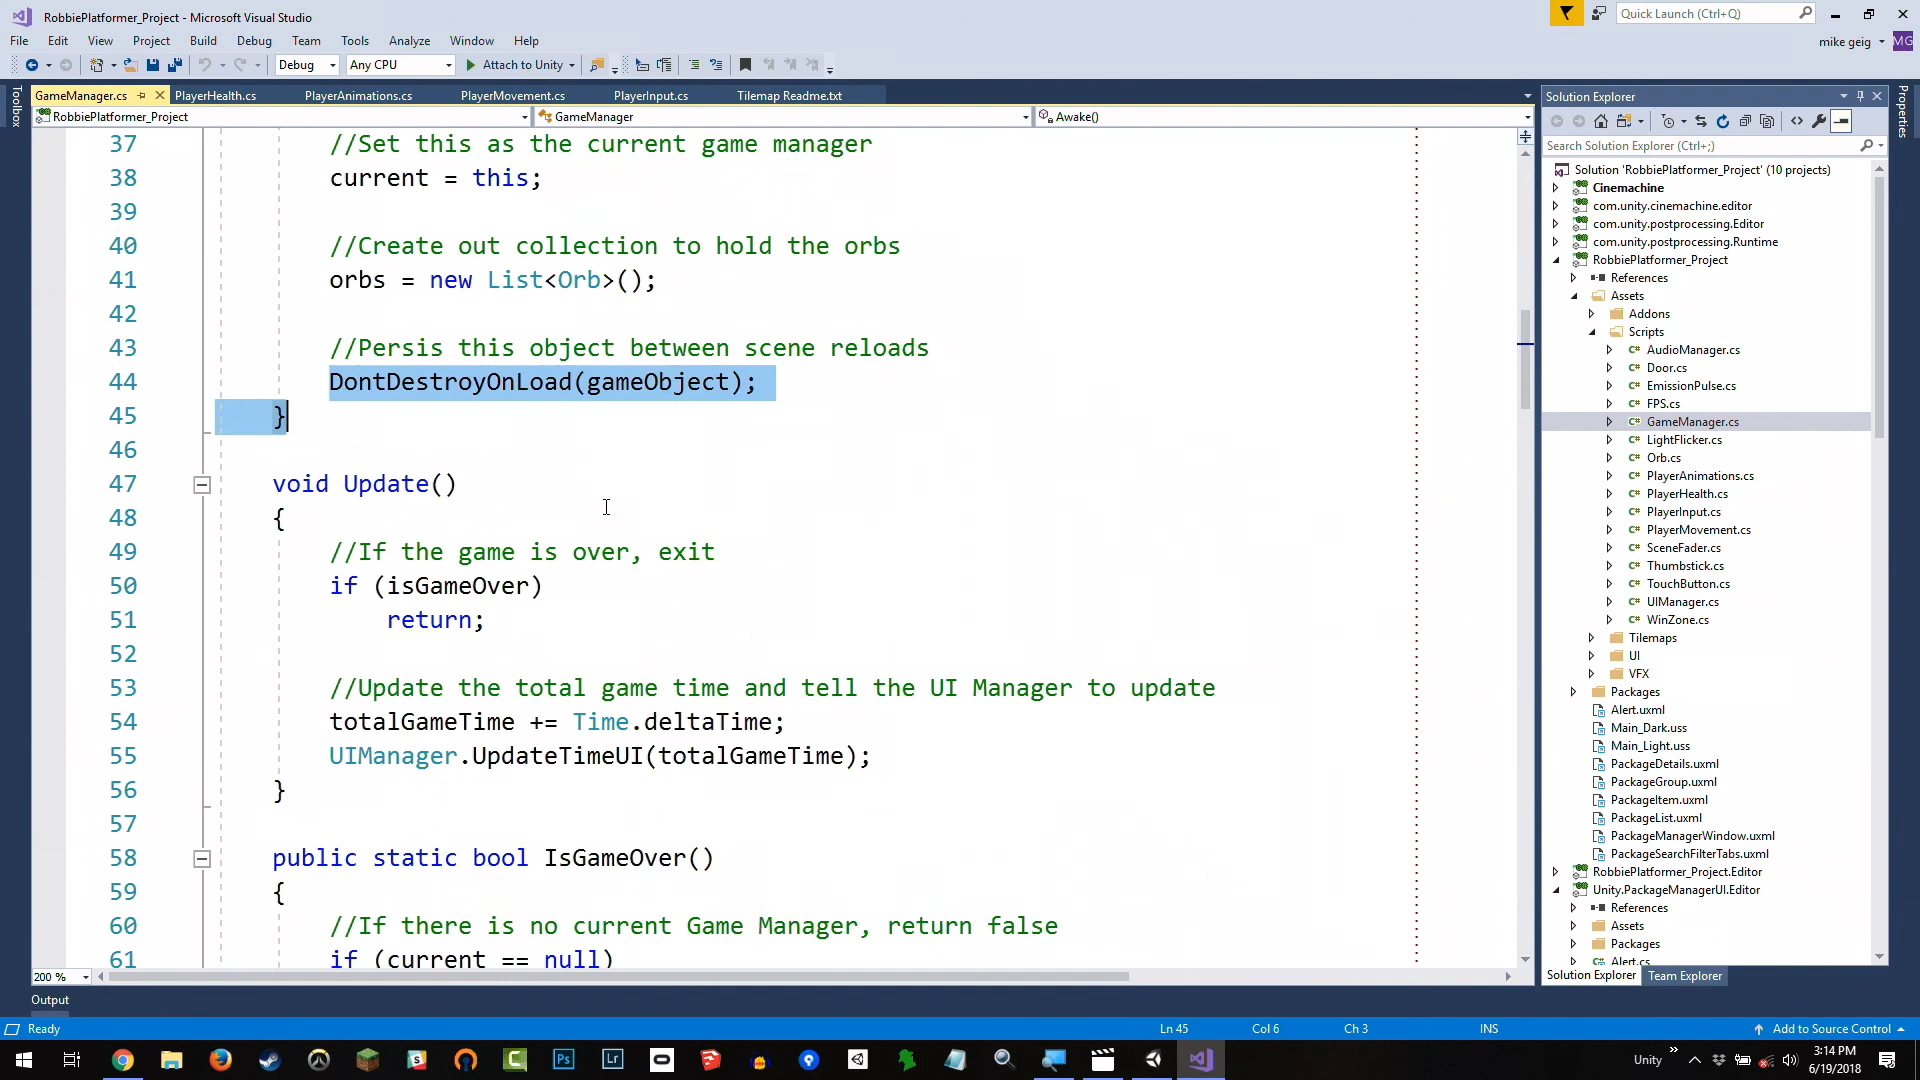 RobbiePlatformer_Project - Microsoft Visual Studio
Quick Launch (Ctrl+Q)
File Edit View Project Build Debug Team Tools Analyze Window Help
mike geig MG
Debug Any CPU Attach to Unity
Toolbox
GameManager.cs PlayerHealth.cs PlayerAnimations.cs PlayerMovement.cs PlayerInput.cs Tilemap Readme.txt
RobbiePlatformer_Project GameManager Awake()
37 //Set this as the current game manager
38 current = this;
39
40 //Create out collection to hold the orbs
41 orbs = new List<Orb>();
42
43 //Persis this object between scene reloads
44 DontDestroyOnLoad(gameObject);
45 }
46
47 void Update()
48 {
49 //If the game is over, exit
50 if (isGameOver)
51 return;
52
53 //Update the total game time and tell the UI Manager to update
54 totalGameTime += Time.deltaTime;
55 UIManager.UpdateTimeUI(totalGameTime);
56 }
57
58 public static bool IsGameOver()
59 {
60 //If there is no current Game Manager, return false
61 if (current == null)
200 %
Solution Explorer
Search Solution Explorer (Ctrl+;)
Solution 'RobbiePlatformer_Project' (10 projects)
Cinemachine
com.unity.cinemachine.editor
com.unity.postprocessing.Editor
com.unity.postprocessing.Runtime
RobbiePlatformer_Project
References
Assets
Addons
Scripts
C# AudioManager.cs
C# Door.cs
C# EmissionPulse.cs
C# FPS.cs
C# GameManager.cs
C# LightFlicker.cs
C# Orb.cs
C# PlayerAnimations.cs
C# PlayerHealth.cs
C# PlayerInput.cs
C# PlayerMovement.cs
C# SceneFader.cs
C# Thumbstick.cs
C# TouchButton.cs
C# UIManager.cs
C# WinZone.cs
Tilemaps
UI
VFX
Packages
Alert.uxml
Main_Dark.uss
Main_Light.uss
PackageDetails.uxml
PackageGroup.uxml
PackageItem.uxml
PackageList.uxml
PackageManagerWindow.uxml
PackageSearchFilterTabs.uxml
RobbiePlatformer_Project.Editor
Unity.PackageManagerUI.Editor
References
Assets
Packages
C# Alert.cs
Solution Explorer Team Explorer
Properties
Output
Ready Ln 45 Col 6 Ch 3 INS Add to Source Control
Ps Lr
Unity
3:14 PM
6/19/2018